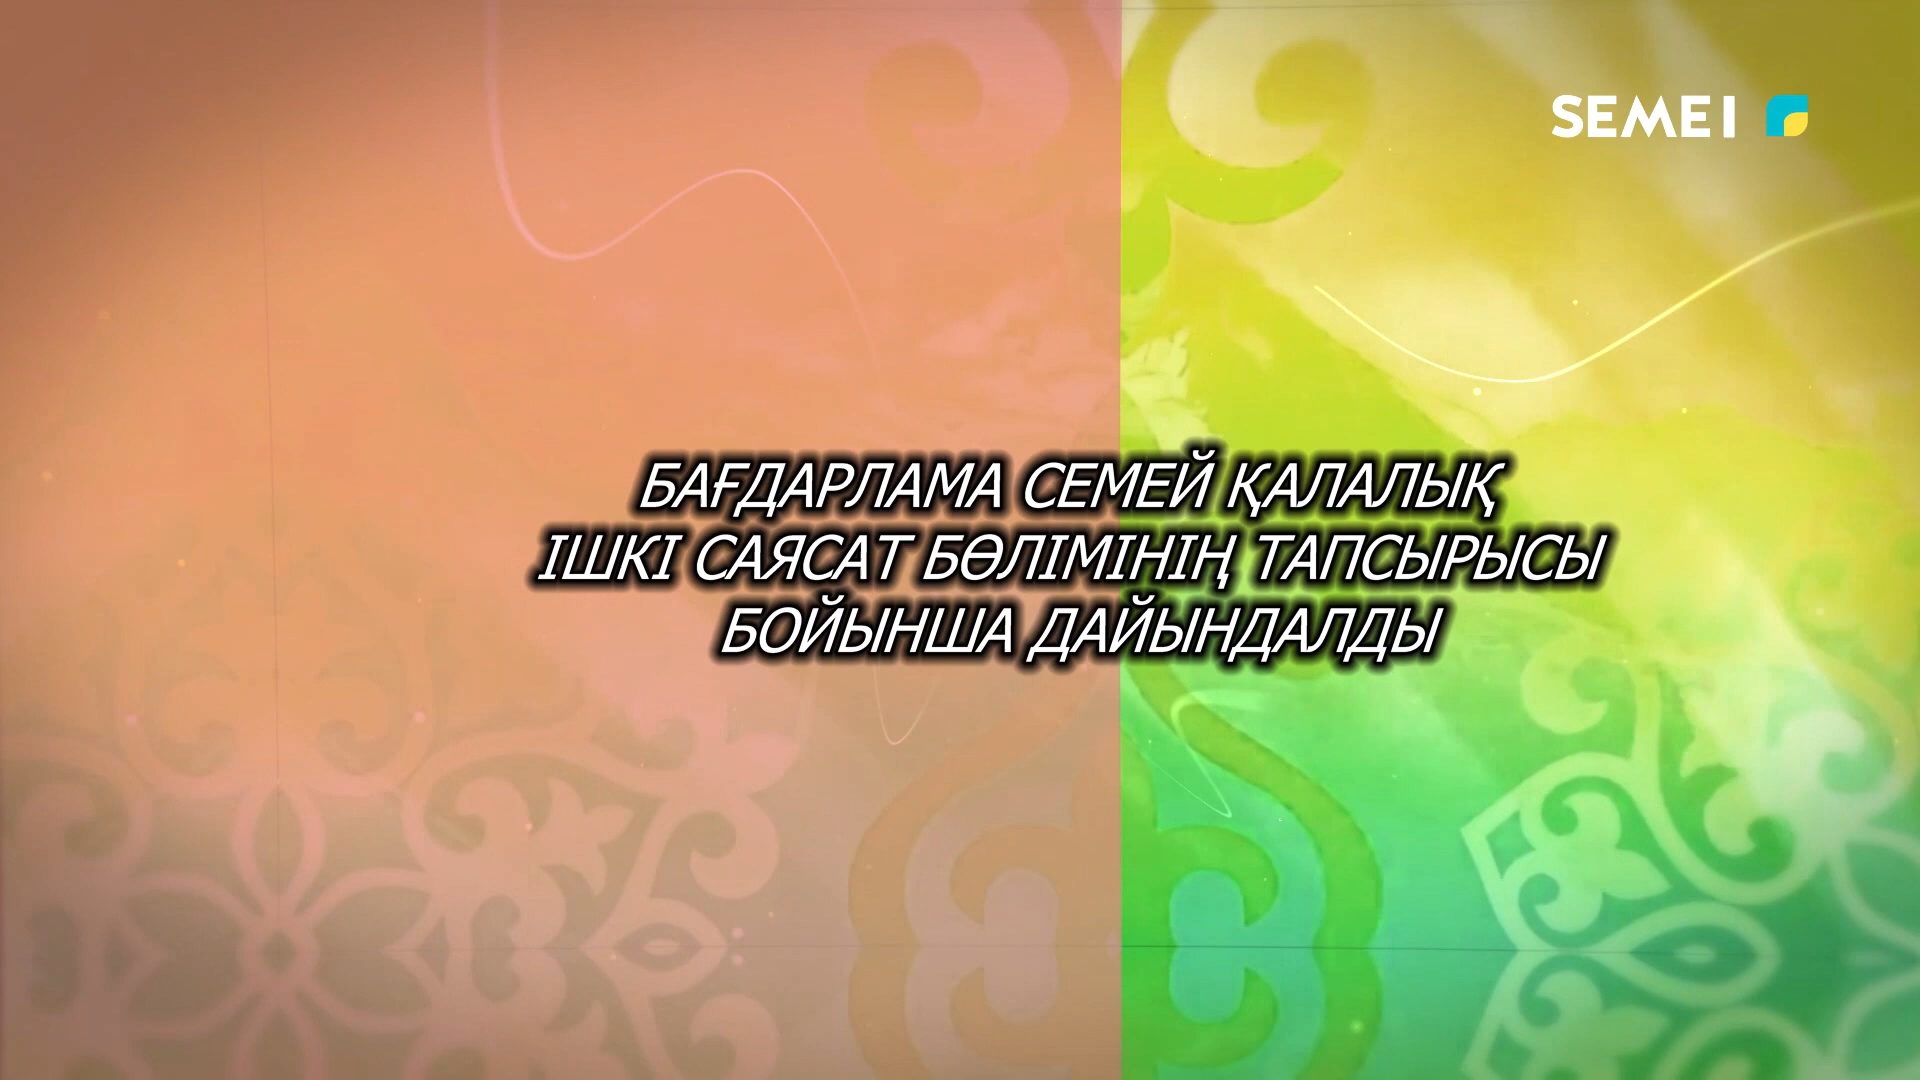 SEMEI
БАҒДАРЛАМА СЕМЕЙ ҚАЛАЛЫҚ
ІШКІ САЯСАТ БӨЛІМІНІҢ ТАПСЫРЫСЫ
БОЙЫНША ДАЙЫНДАЛДЫ